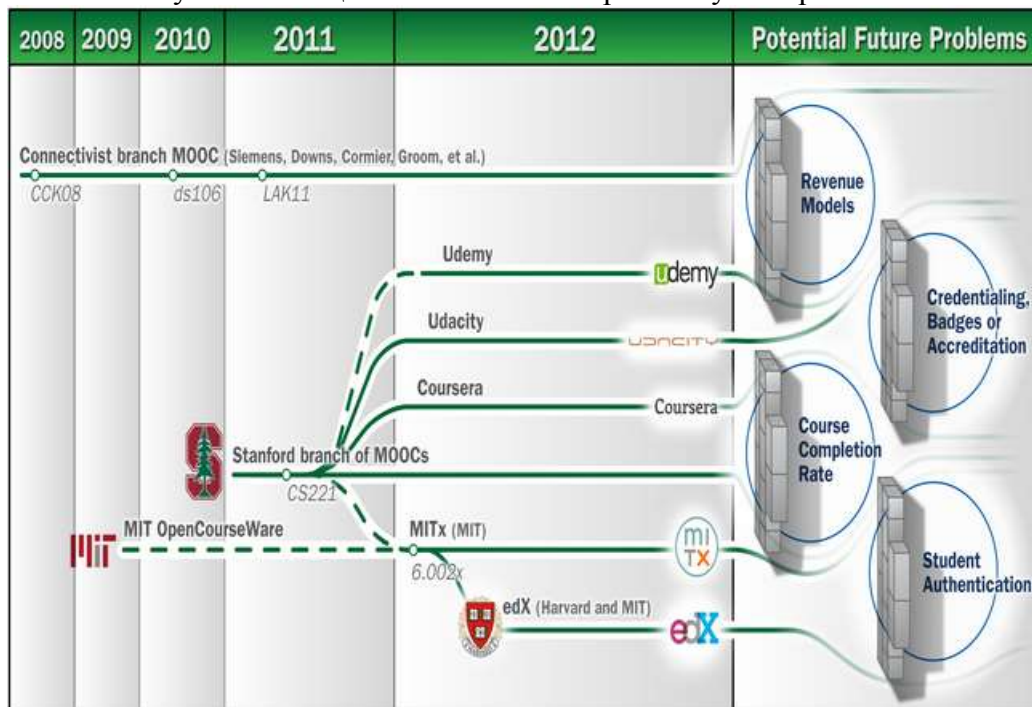 2008 2009 2010 2011 2012 Potential Future Problems
Connectivist branch MOOC (Siemens, Downs, Cormier, Groom, et al.)
CCK08 ds106 LAK11
Revenue
Models
Udemy
udemy
Credentialing,
Badges or
Accreditation
Udacity
UDACITY
Coursera
Coursera
Course
Completion
Rate
Stanford branch of MOOCs
CS221
MIT OpenCourseWare
MIT
MITx (MIT)
6.002x
MITX
Student
Authentication
edX (Harvard and MIT)
edX